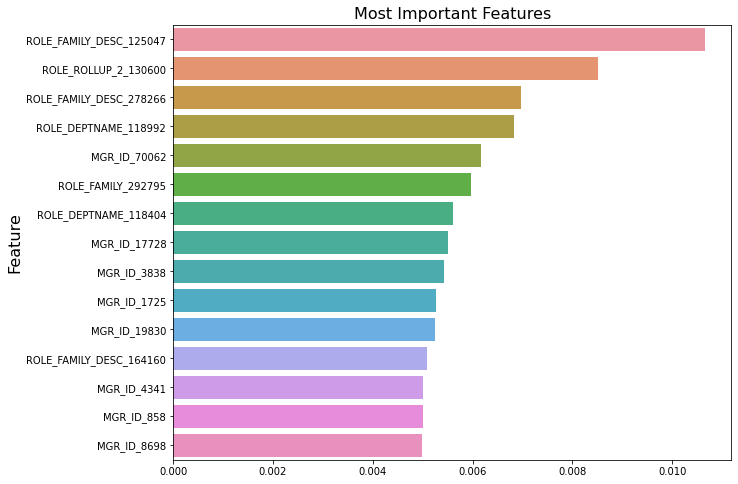 Most Important Features
ROLE_FAMILY_DESC_125047
ROLE_ROLLUP_2_130600
ROLE_FAMILY_DESC_278266
ROLE_DEPTNAME_118992
MGR_ID_70062
ROLE_FAMILY_292795
ROLE_DEPTNAME_118404
MGR_ID_17728
MGR_ID_3838
MGR_ID_1725
MGR_ID_19830
ROLE_FAMILY_DESC_164160
MGR_ID_4341
MGR_ID_858
MGR_ID_8698
Feature
0.000 0.002 0.004 0.006 0.008 0.010